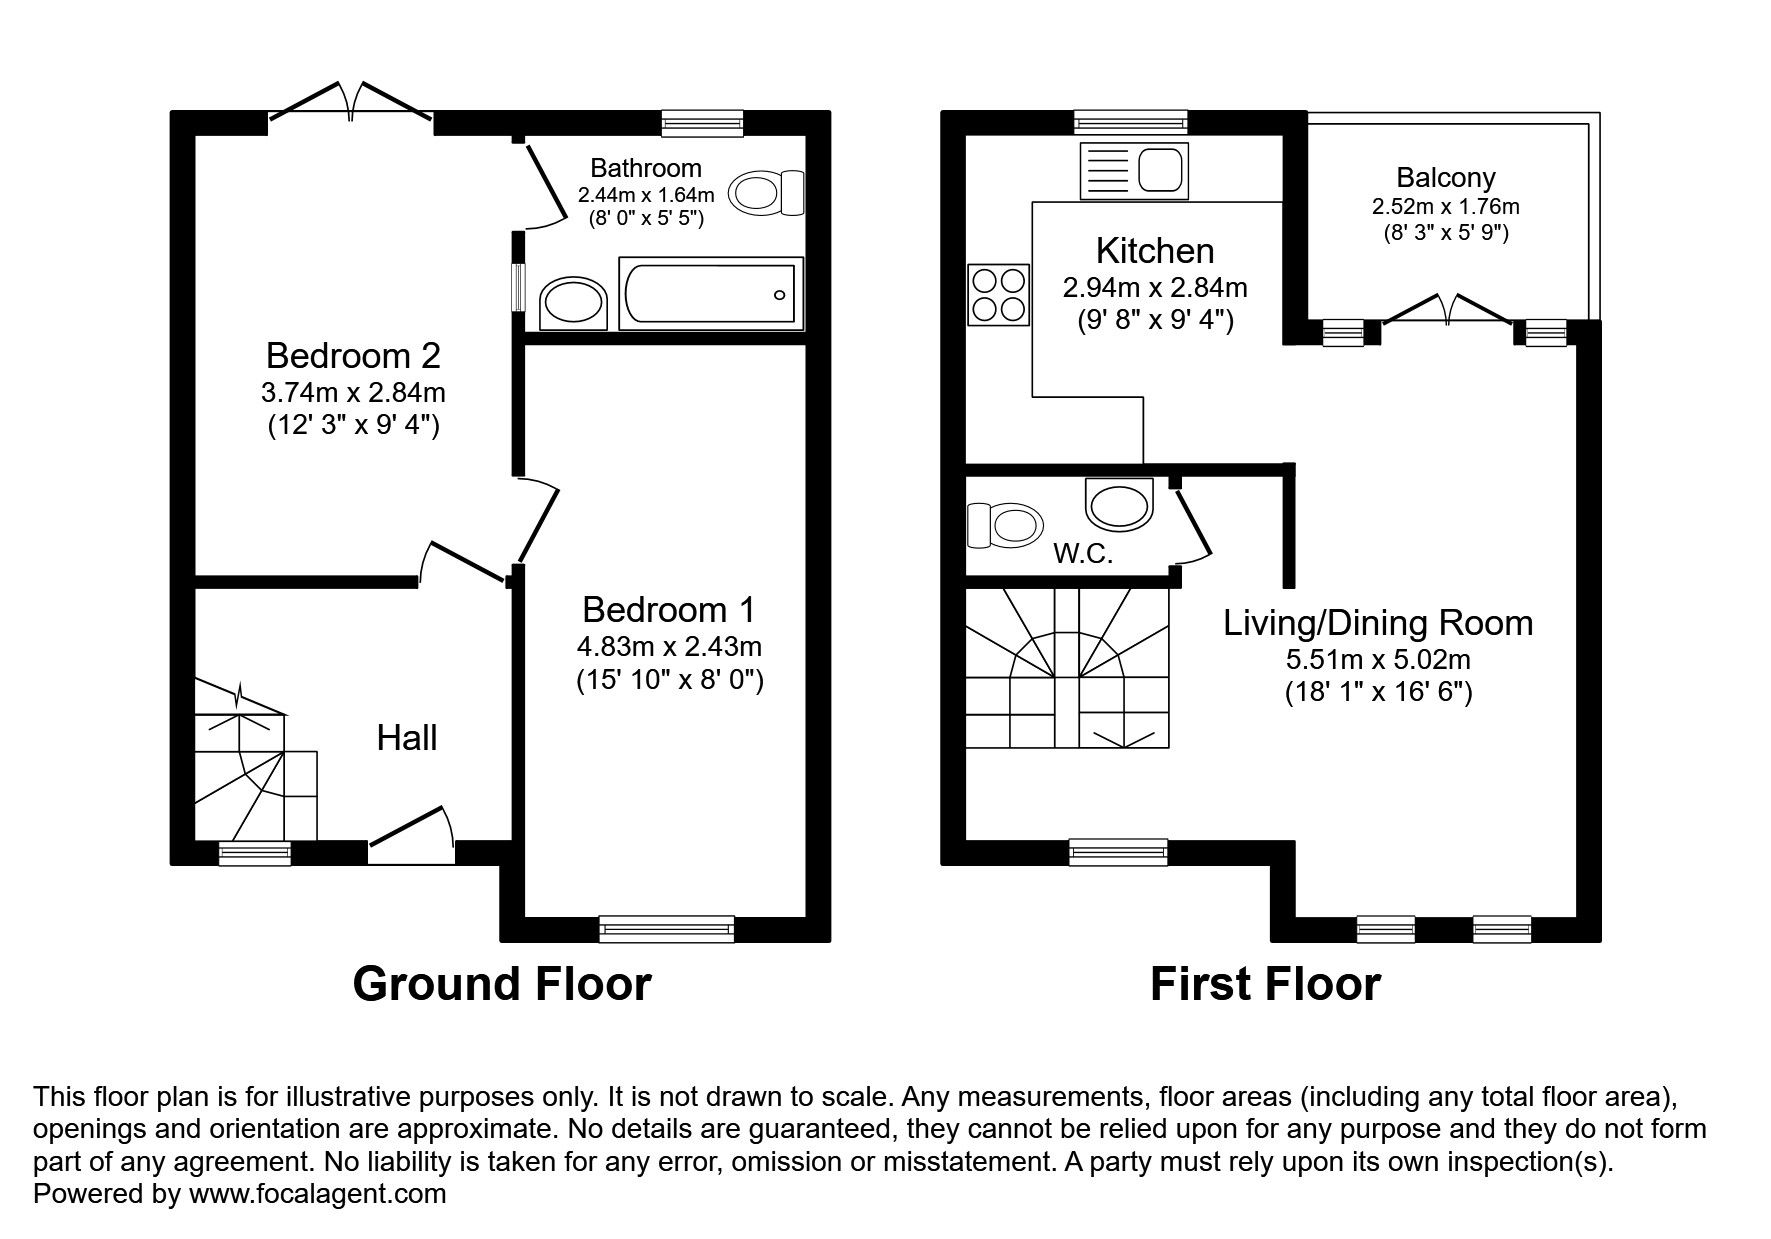 Bathroom
2.44m x 1.64m
(8' 0" x 5' 5")
Bedroom 2
3.74m x 2.84m
(12' 3" x 9' 4")
Bedroom 1
4.83m x 2.43m
(15' 10" x 8' 0")
Hall
Ground Floor
Balcony
2.52m x 1.76m
(8' 3" x 5' 9")
Kitchen
2.94m x 2.84m
(9' 8" x 9' 4")
W.C.
Living/Dining Room
5.51m x 5.02m
(18' 1" x 16' 6")
First Floor
This floor plan is for illustrative purposes only. It is not drawn to scale. Any measurements, floor areas (including any total floor area),
openings and orientation are approximate. No details are guaranteed, they cannot be relied upon for any purpose and they do not form
part of any agreement. No liability is taken for any error, omission or misstatement. A party must rely upon its own inspection(s).
Powered by www.focalagent.com